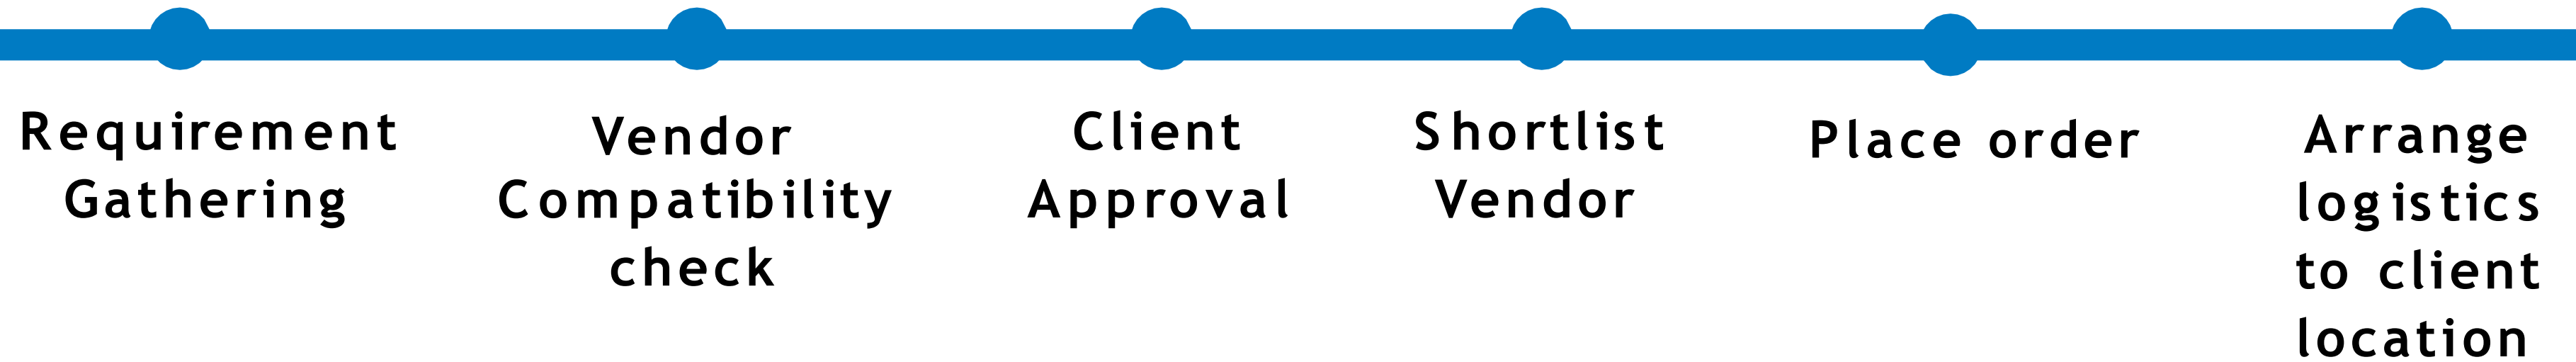 Requirement
Gathering
Vendor
Compatibility
check
Client
Approval
Shortlist
Vendor
Place order
Arrange
logistics
to client
location